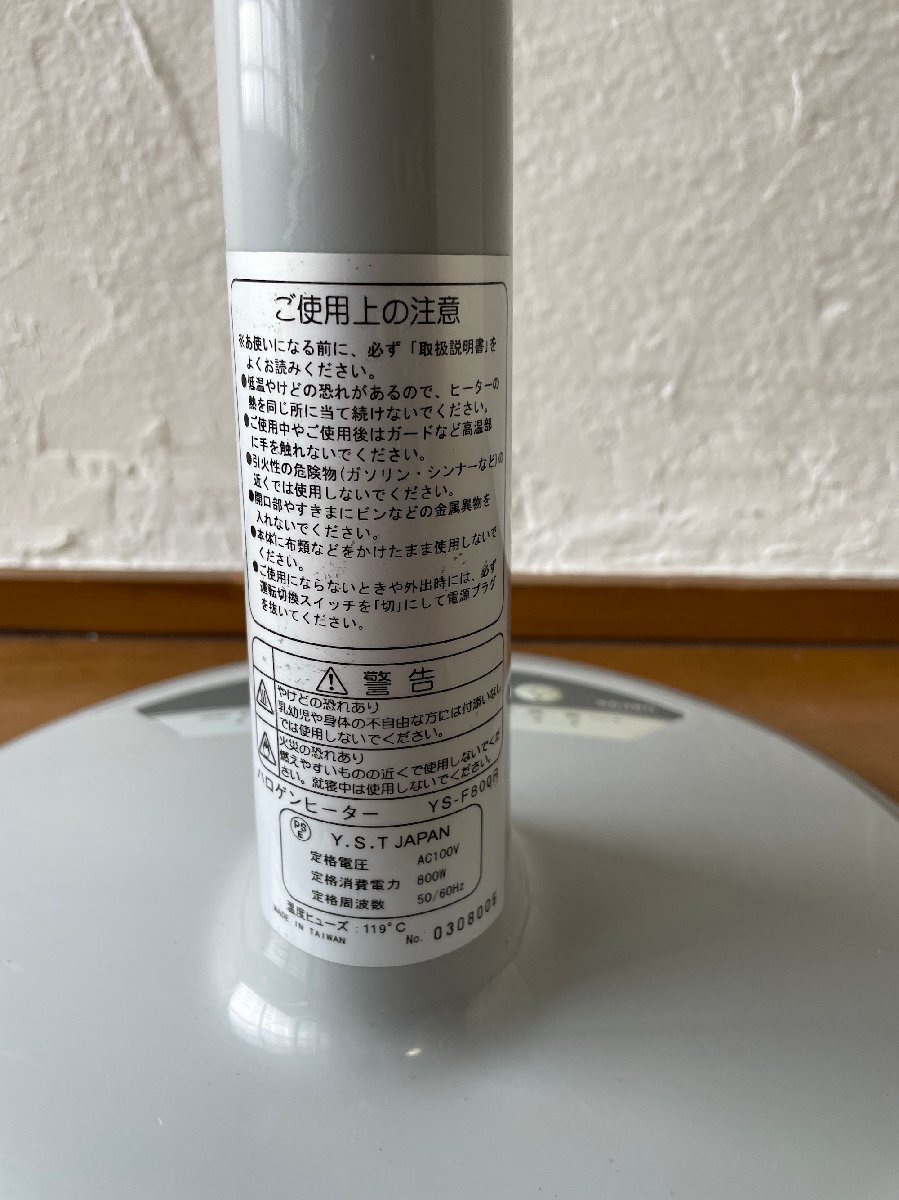 ご使用上の注意
※お使いになる前に、必ず「取扱説明書」を
よくお読みください。
●低温やけどの恐れがあるので、ヒーターの
熱を同じ所に当て続けないでください。
●ご使用中やご使用後はガードなど高温部
に手を触れないでください。
●引火性の危険物(ガソリン・シンナーなど)の
近くでは使用しないでください。
●開口部やすきまにピンなどの金属異物を
入れないでください。
●本体に布類などをかけたまま使用しないで
ください。
●ご使用にならないときや外出時には、必ず
運転切換スイッチを「切」にして電源プラグ
を抜いてください。
警告
やけどの恐れあり
乳幼児や身体の不自由な方には付添いなし
では使用しないでください。
火災の恐れあり
燃えやすいものの近くで使用しないでくだ
さい。就寝中は使用しないでください。
ハロゲンヒーター YS-F800R
PSE Y.S.T JAPAN
定格電圧 AC100V
定格消費電力 800W
定格周波数 50/60Hz
温度ヒューズ:119°C
MADE IN TAIWAN No. 0308009